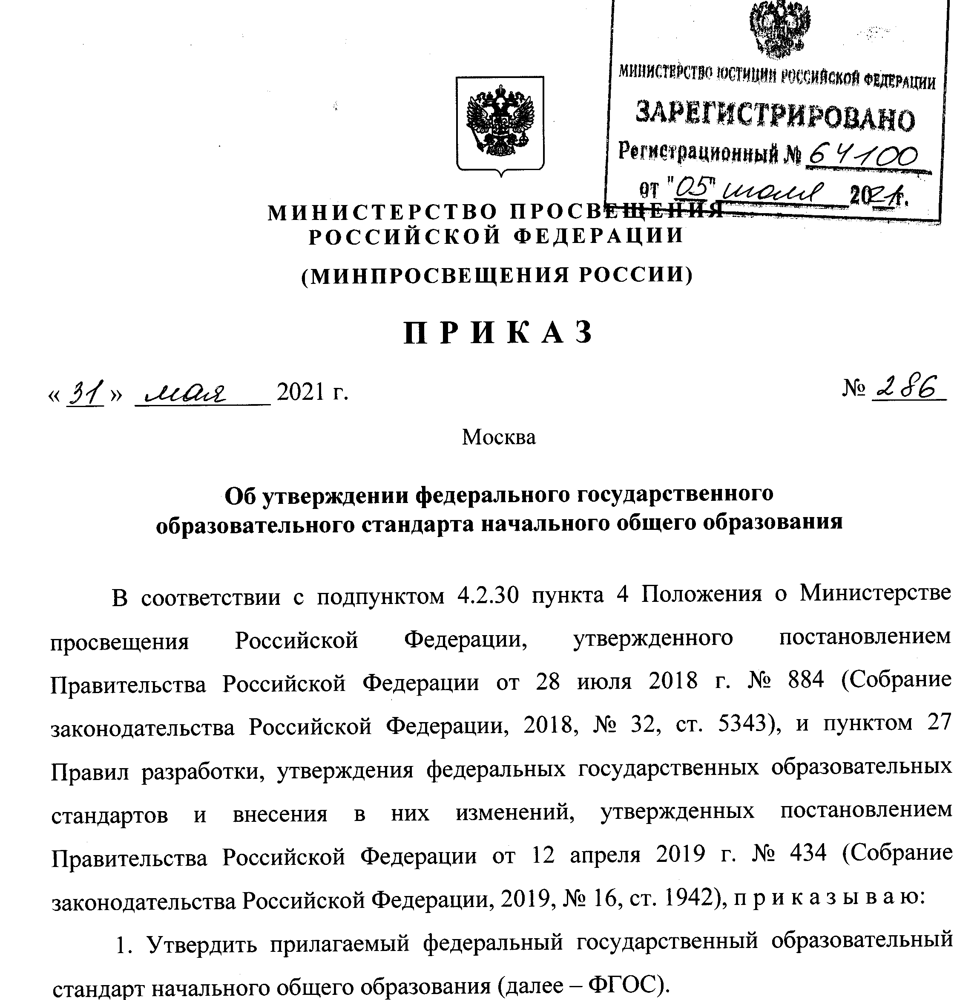 МИНИСТЕРСТВО ЮСТИЦИИ РОССИЙСКОЙ ФЕДЕРАЦИИ
ЗАРЕГИСТРИРОВАНО
Регистрационный № 64100
от "05" июля 2021г.
МИНИСТЕРСТВО ПРОСВЕЩЕНИЯ
РОССИЙСКОЙ ФЕДЕРАЦИИ
(МИНПРОСВЕЩЕНИЯ РОССИИ)
П Р И К А З
« 31 » мая 2021 г. № 286
Москва
Об утверждении федерального государственного
образовательного стандарта начального общего образования
В соответствии с подпунктом 4.2.30 пункта 4 Положения о Министерстве
просвещения Российской Федерации, утвержденного постановлением
Правительства Российской Федерации от 28 июля 2018 г. № 884 (Собрание
законодательства Российской Федерации, 2018, № 32, ст. 5343), и пунктом 27
Правил разработки, утверждения федеральных государственных образовательных
стандартов и внесения в них изменений, утвержденных постановлением
Правительства Российской Федерации от 12 апреля 2019 г. № 434 (Собрание
законодательства Российской Федерации, 2019, № 16, ст. 1942), п р и к а з ы в а ю:
1. Утвердить прилагаемый федеральный государственный образовательный
стандарт начального общего образования (далее – ФГОС).